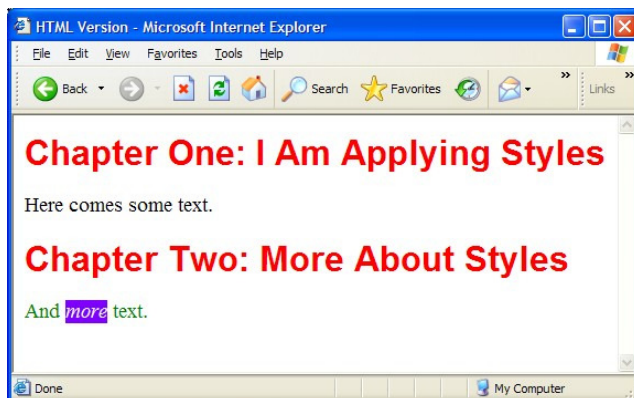 HTML Version - Microsoft Internet Explorer
File Edit View Favorites Tools Help
Back Search Favorites » Links »
Chapter One: I Am Applying Styles
Here comes some text.
Chapter Two: More About Styles
And more text.
Done My Computer